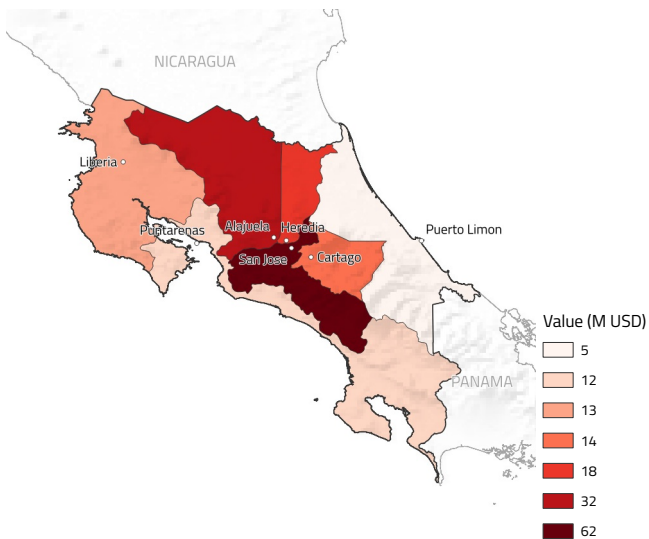 NICARAGUA
Liberia
Puntarenas
Alajuela
Heredia
Puerto Limon
San Jose
Cartago
Value (M USD)
5
12
PANAMA
13
14
18
32
62